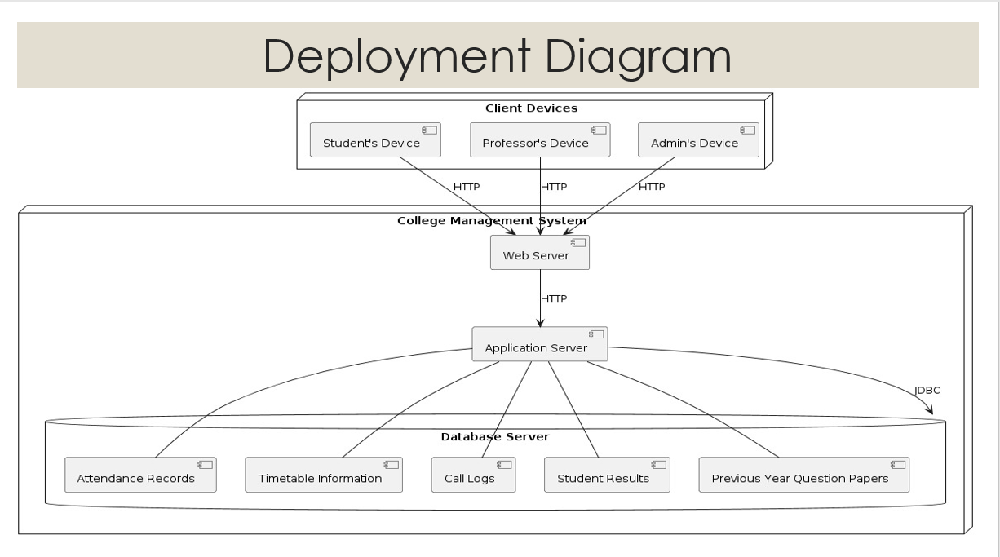 Deployment Diagram
Client Devices
Student's Device
Professor's Device
Admin's Device
HTTP
HTTP
HTTP
College Management System
Web Server
HTTP
Application Server
JDBC
Database Server
Attendance Records
Timetable Information
Call Logs
Student Results
Previous Year Question Papers